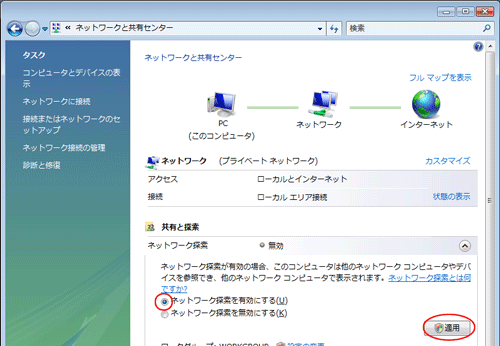 ネットワークと共有センター
検索
タスク
コンピュータとデバイスの表
示
ネットワークに接続
接続またはネットワークのセ
ットアップ
ネットワーク接続の管理
診断と修復
ネットワークと共有センター
フル マップを表示
PC
(このコンピュータ)
ネットワーク
インターネット
ネットワーク (プライベート ネットワーク)
カスタマイズ
アクセス ローカルとインターネット
接続 ローカル エリア接続 状態の表示
共有と探索
ネットワーク探索 無効
ネットワーク探索が有効の場合、このコンピュータは他のネットワーク コンピュータやデバ
イスを参照でき、他のネットワーク コンピュータで表示されます。ネットワーク探索とは何
ですか?
ネットワーク探索を有効にする(U)
ネットワーク探索を無効にする(K)
適用
ワークグループ: WORKGROUP 設定の変更